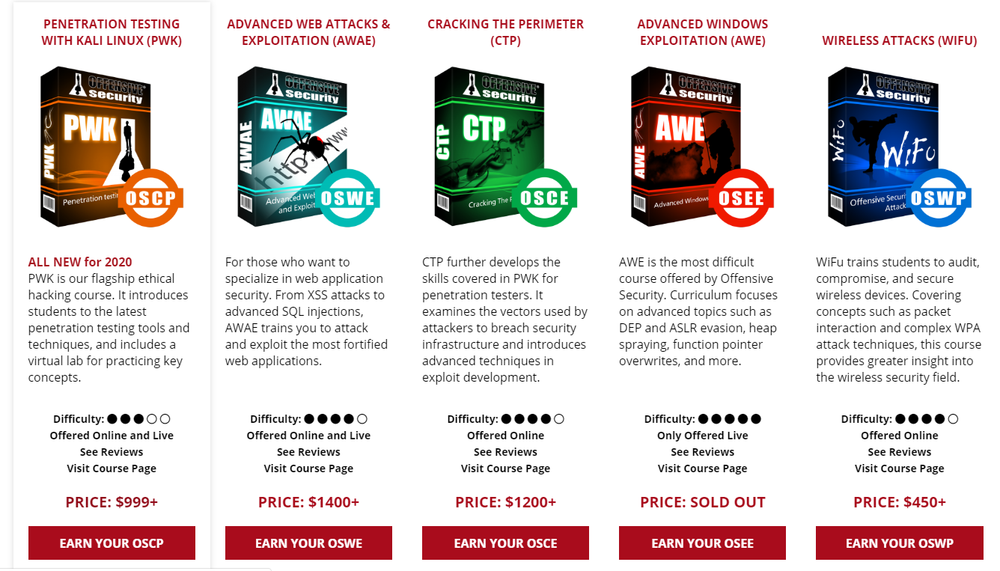 PENETRATION TESTING
WITH KALI LINUX (PWK)
OFFENSIVE®
security
PWK
PWK
Penetration testin
OSCP
ALL NEW for 2020
PWK is our flagship ethical
hacking course. It introduces
students to the latest
penetration testing tools and
techniques, and includes a
virtual lab for practicing key
concepts.
Difficulty:
Offered Online and Live
See Reviews
Visit Course Page
PRICE: $999+
EARN YOUR OSCP
ADVANCED WEB ATTACKS &
EXPLOITATION (AWAE)
OFFENSIVE®
security
AWAE
AWAE
http://www
Advanced Web
and Exploit
OSWE
For those who want to
specialize in web application
security. From XSS attacks to
advanced SQL injections,
AWAE trains you to attack
and exploit the most fortified
web applications.
Difficulty:
Offered Online and Live
See Reviews
Visit Course Page
PRICE: $1400+
EARN YOUR OSWE
CRACKING THE PERIMETER
(CTP)
OFFENSIVE®
security
CTP
CTP
Cracking The P
OSCE
CTP further develops the
skills covered in PWK for
penetration testers. It
examines the vectors used by
attackers to breach security
infrastructure and introduces
advanced techniques in
exploit development.
Difficulty:
Offered Online
See Reviews
Visit Course Page
PRICE: $1200+
EARN YOUR OSCE
ADVANCED WINDOWS
EXPLOITATION (AWE)
OFFENSIVE®
security
AWE
AWE
Advanced Windows
OSEE
AWE is the most difficult
course offered by Offensive
Security. Curriculum focuses
on advanced topics such as
DEP and ASLR evasion, heap
spraying, function pointer
overwrites, and more.
Difficulty:
Only Offered Live
See Reviews
Visit Course Page
PRICE: SOLD OUT
EARN YOUR OSEE
WIRELESS ATTACKS (WIFU)
OFFENSIVE®
security
WiFu
WiFu
Offensive Securi
Attack
OSWP
WiFu trains students to audit,
compromise, and secure
wireless devices. Covering
concepts such as packet
interaction and complex WPA
attack techniques, this course
provides greater insight into
the wireless security field.
Difficulty:
Offered Online
See Reviews
Visit Course Page
PRICE: $450+
EARN YOUR OSWP